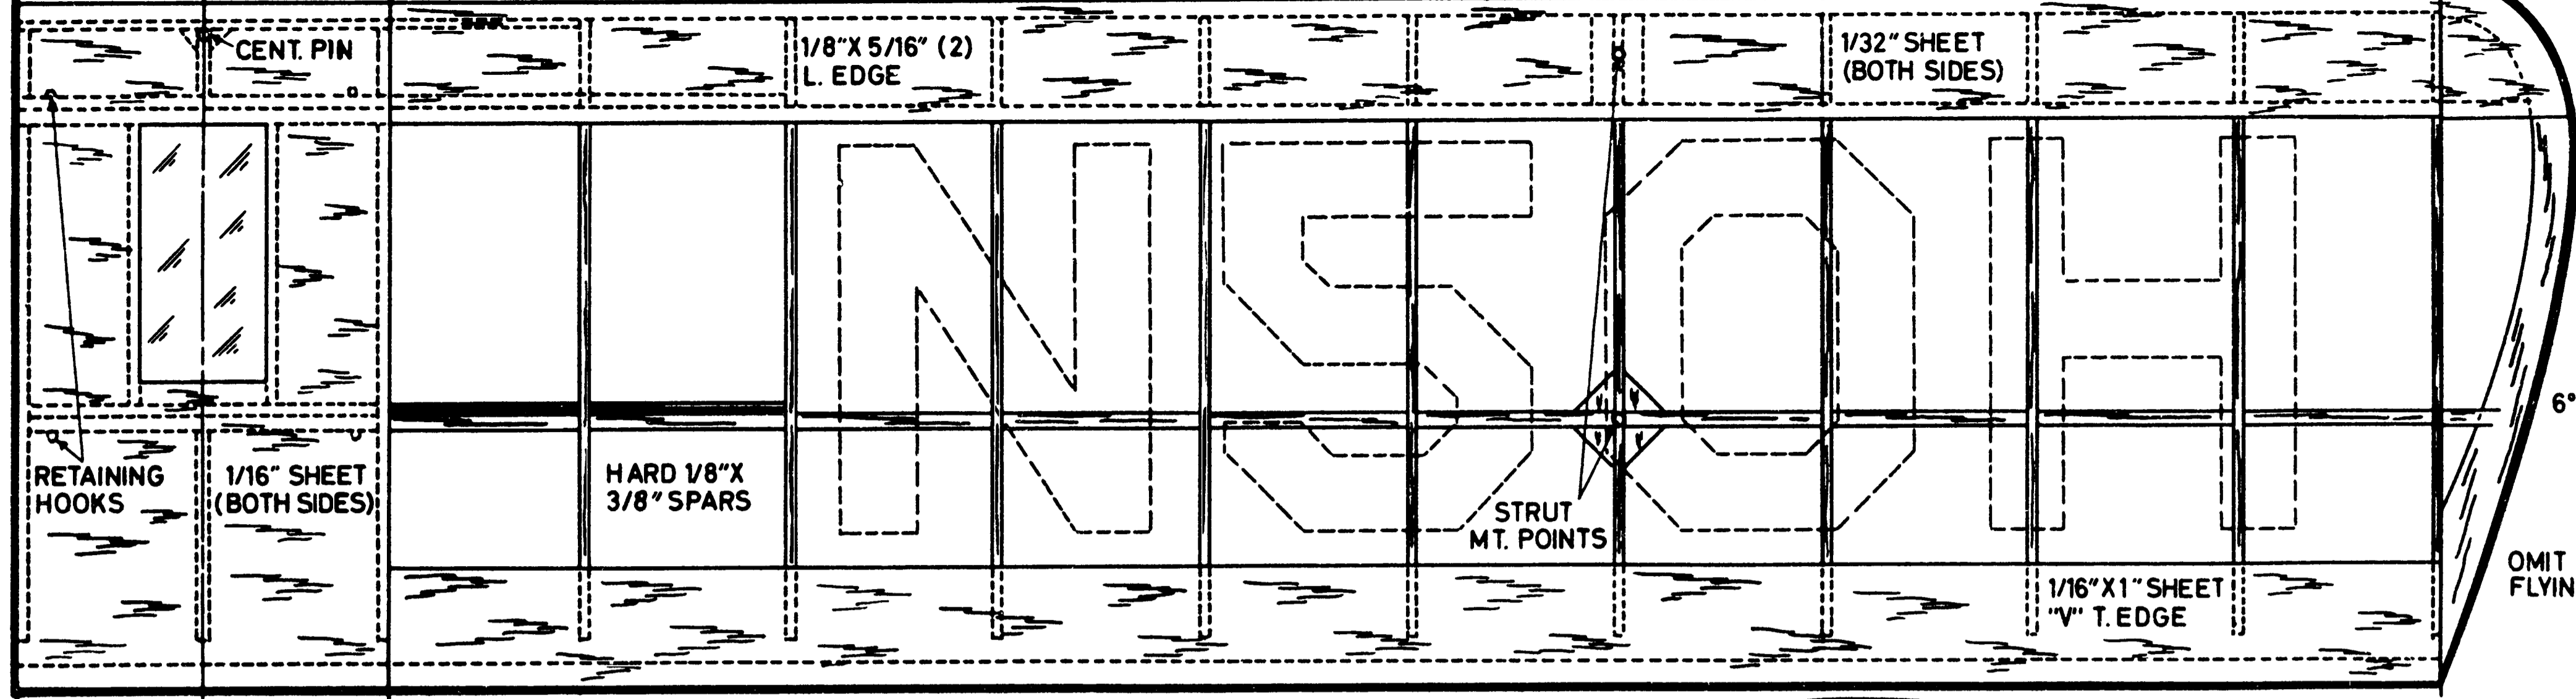 CENT. PIN
1/8"X 5/16" (2)
L. EDGE
1/32" SHEET
(BOTH SIDES)
N5OH
6°
RETAINING
HOOKS
1/16" SHEET
(BOTH SIDES)
HARD 1/8"X
3/8" SPARS
STRUT
MT. POINTS
1/16"X1" SHEET
"V" T. EDGE
OMIT
FLYIN